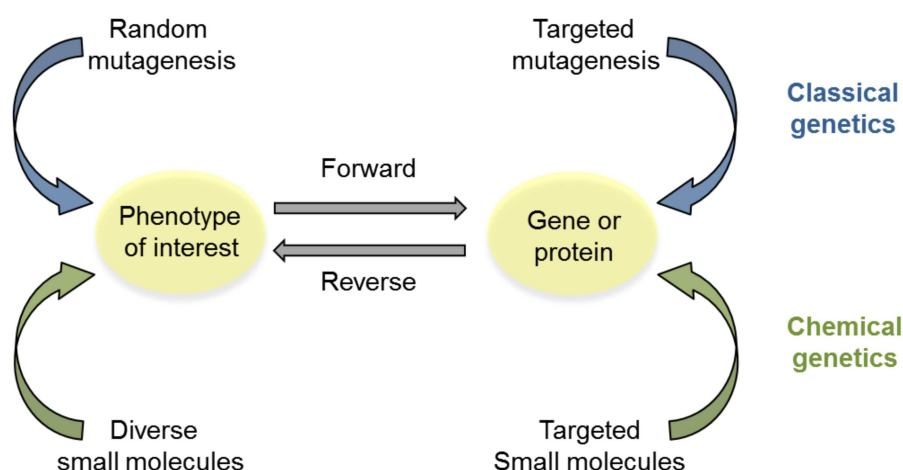 Random
mutagenesis
Targeted
mutagenesis
Classical
genetics
Forward
Phenotype
of interest
Gene or
protein
Reverse
Chemical
genetics
Diverse
small molecules
Targeted
Small molecules